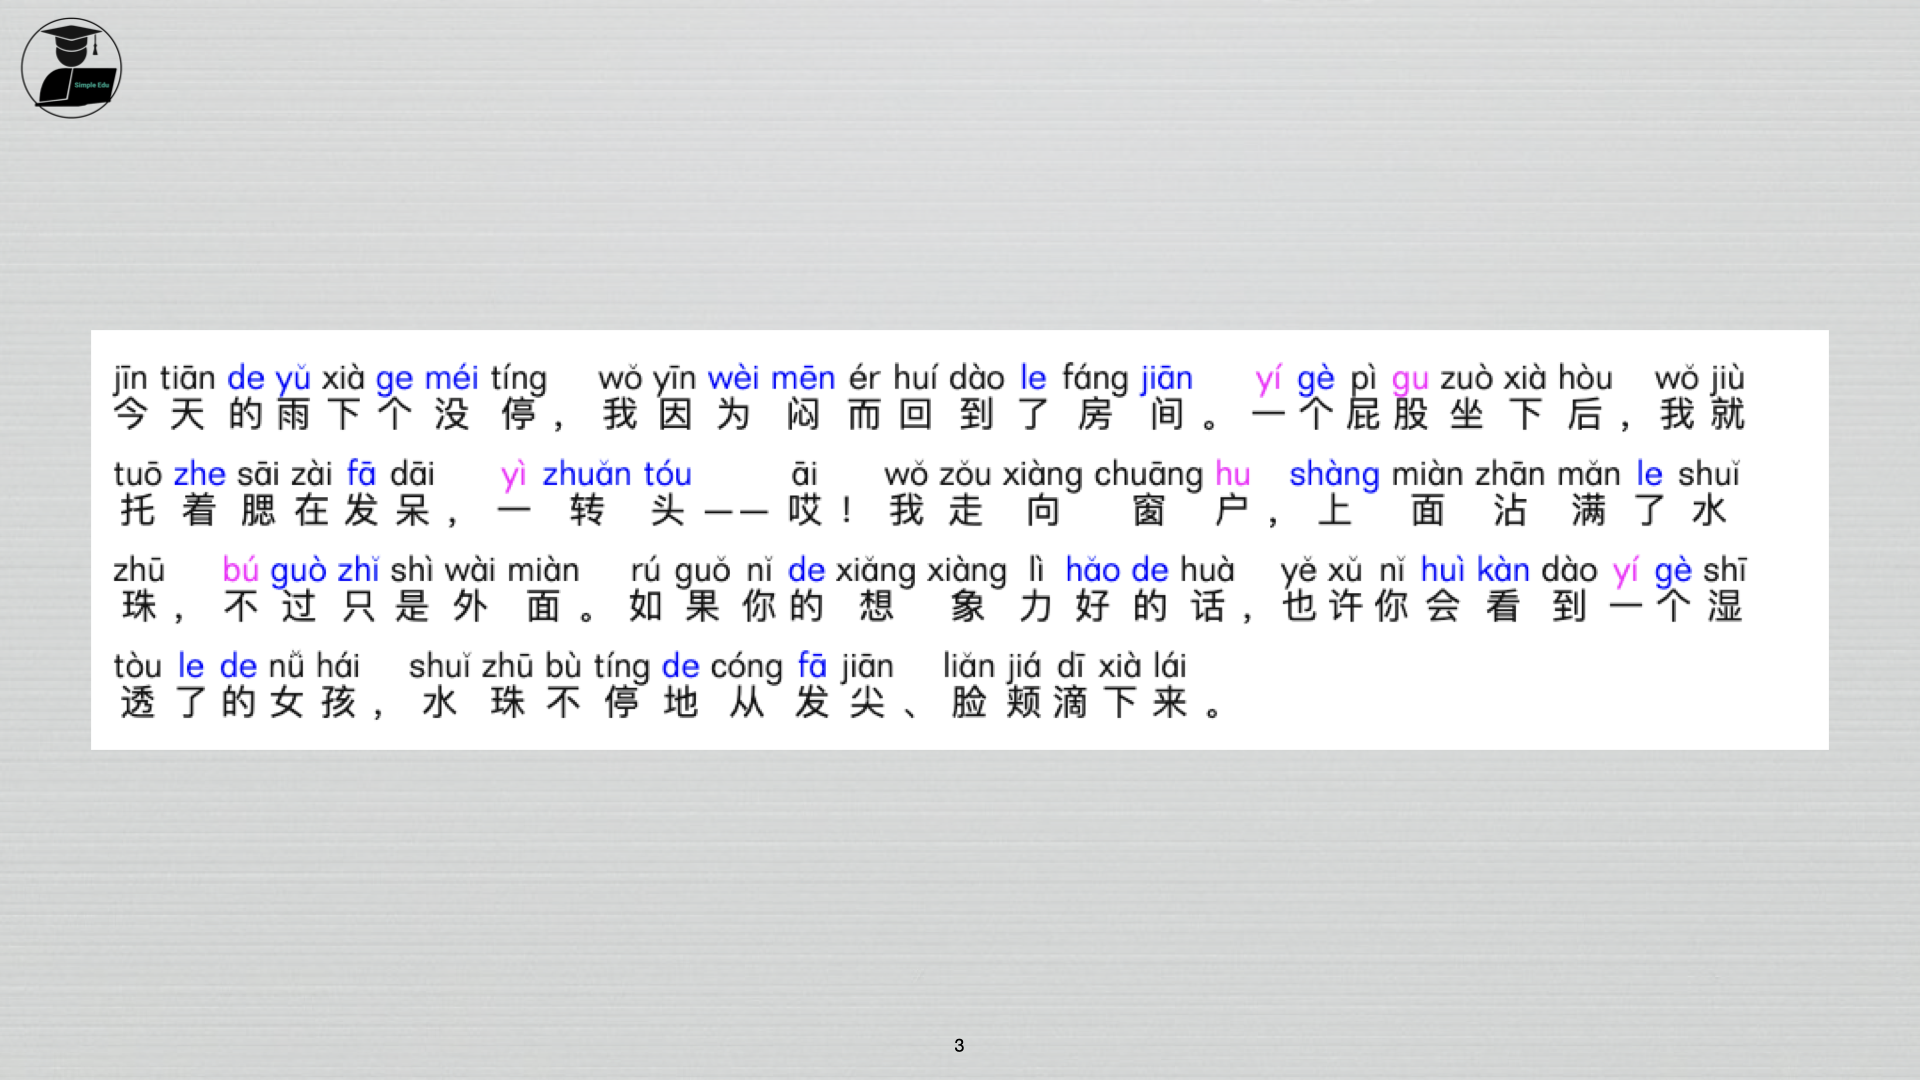 Simple Edu
jīn tiān de yǔ xià ge méi tíng wǒ yīn wèi mēn ér huí dào le fáng jiān yí gè pì gu zuò xià hòu wǒ jiù
今天的雨下个没停，我因为闷而回到了房间。一个屁股坐下后，我就
tuō zhe sāi zài fā dāi yì zhuǎn tóu āi wǒ zǒu xiàng chuāng hu shàng miàn zhān mǎn le shuǐ
托着腮在发呆，一转头——哎！我走向窗户，上面沾满了水
zhū bú guò zhǐ shì wài miàn rú guǒ nǐ de xiǎng xiàng lì hǎo de huà yě xǔ nǐ huì kàn dào yí gè shī
珠，不过只是外面。如果你的想象力好的话，也许你会看到一个湿
tòu le de nǚ hái shuǐ zhū bù tíng de cóng fā jiān liǎn jiá dī xià lái
透了的女孩，水珠不停地从发尖、脸颊滴下来。
3